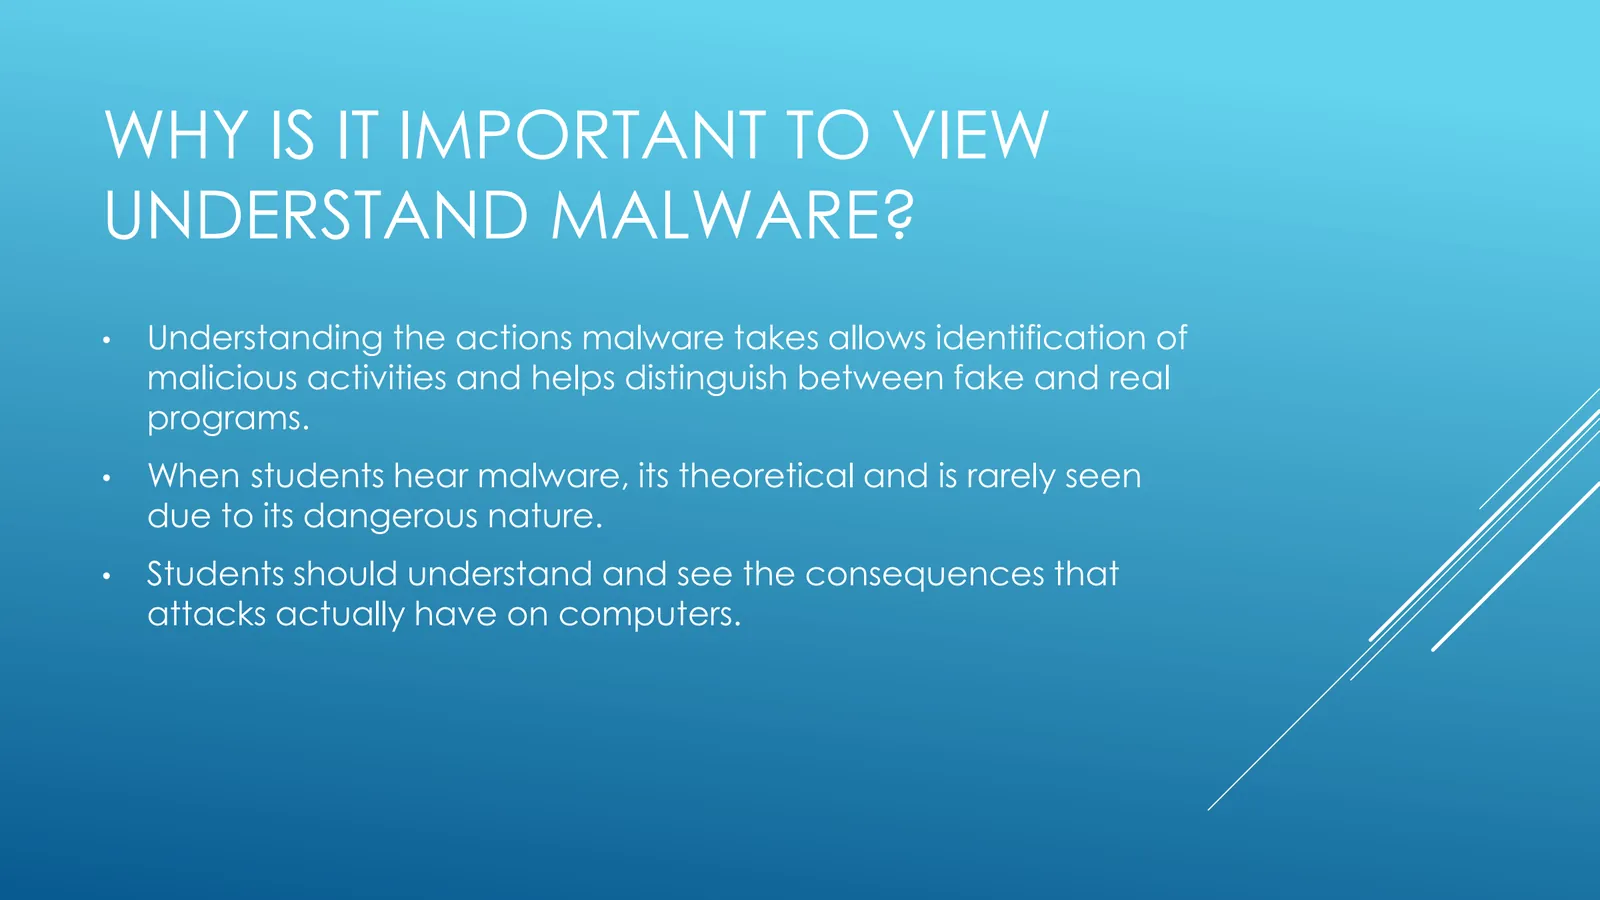 WHY IS IT IMPORTANT TO VIEW
UNDERSTAND MALWARE?
• Understanding the actions malware takes allows identification of
malicious activities and helps distinguish between fake and real
programs.
• When students hear malware, its theoretical and is rarely seen
due to its dangerous nature.
• Students should understand and see the consequences that
attacks actually have on computers.